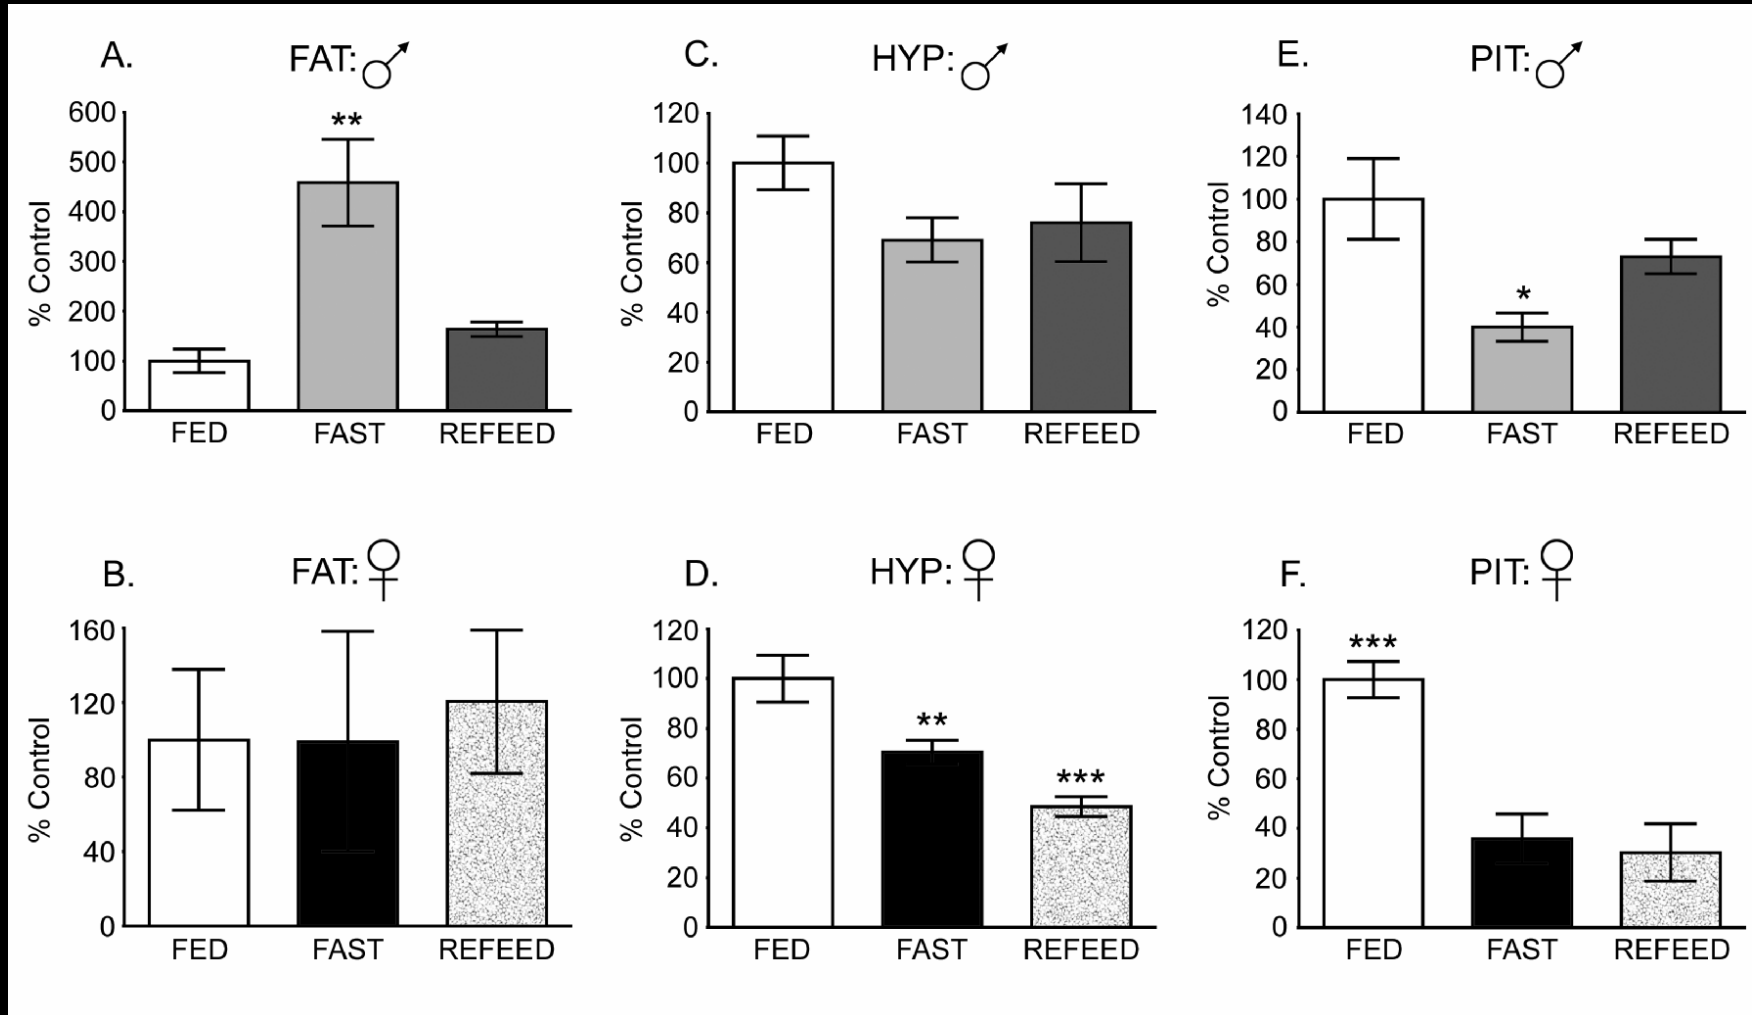 A. FAT: ♂
% Control
600
500
400
300
200
100
0
**
FED FAST REFEED
C. HYP: ♂
% Control
120
100
80
60
40
20
0
FED FAST REFEED
E. PIT: ♂
% Control
140
120
100
80
60
40
20
0
*
FED FAST REFEED
B. FAT: ♀
% Control
160
120
80
40
0
FED FAST REFEED
D. HYP: ♀
% Control
120
100
80
60
40
20
0
**
***
FED FAST REFEED
F. PIT: ♀
% Control
120
100
80
60
40
20
0
***
FED FAST REFEED